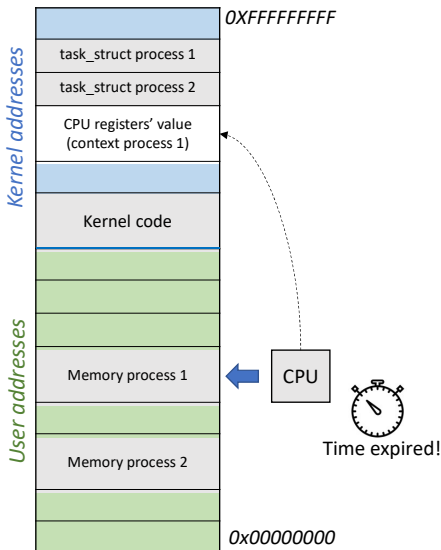 0XFFFFFFFFF
task_struct process 1
task_struct process 2
CPU registers’ value
(context process 1)
Kernel addresses
Kernel code
User addresses
Memory process 1
CPU
Time expired!
Memory process 2
0x00000000